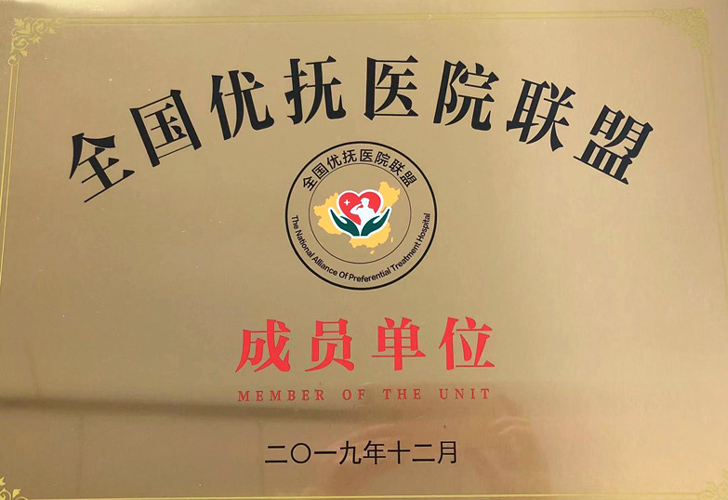 全国优抚医院联盟
全国优抚医院联盟
The National Alliance Of Preferential Treatment Hospital
成员单位
MEMBER OF THE UNIT
二〇一九年十二月